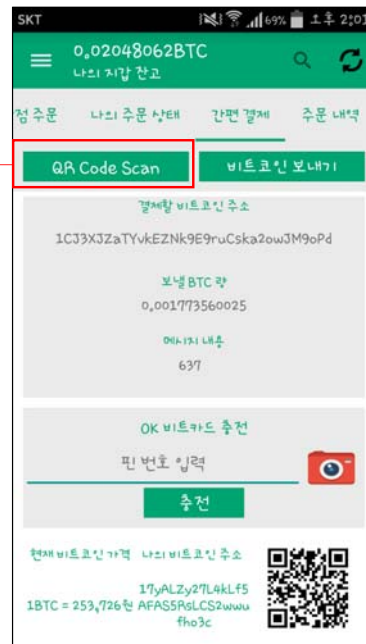 SKT 69% 오후 2:01
0.02048062BTC
나의 지갑 잔고
점 주문 나의 주문 상태 간편 결제 주문 내역
QR Code Scan 비트코인 보내기
결제할 비트코인 주소
1CJ3XJZaTYvkEZNk9E9ruCska2owJM9oPd
보낼 BTC 량
0.001773560025
메시지 내용
637
OK 비트카드 충전
핀 번호 입력
충전
현재 비트코인 가격 나의 비트코인 주소
1BTC = 253,726원
17yALZy27L4kLf5
AFAS5RsLCS2wwu
fho3c